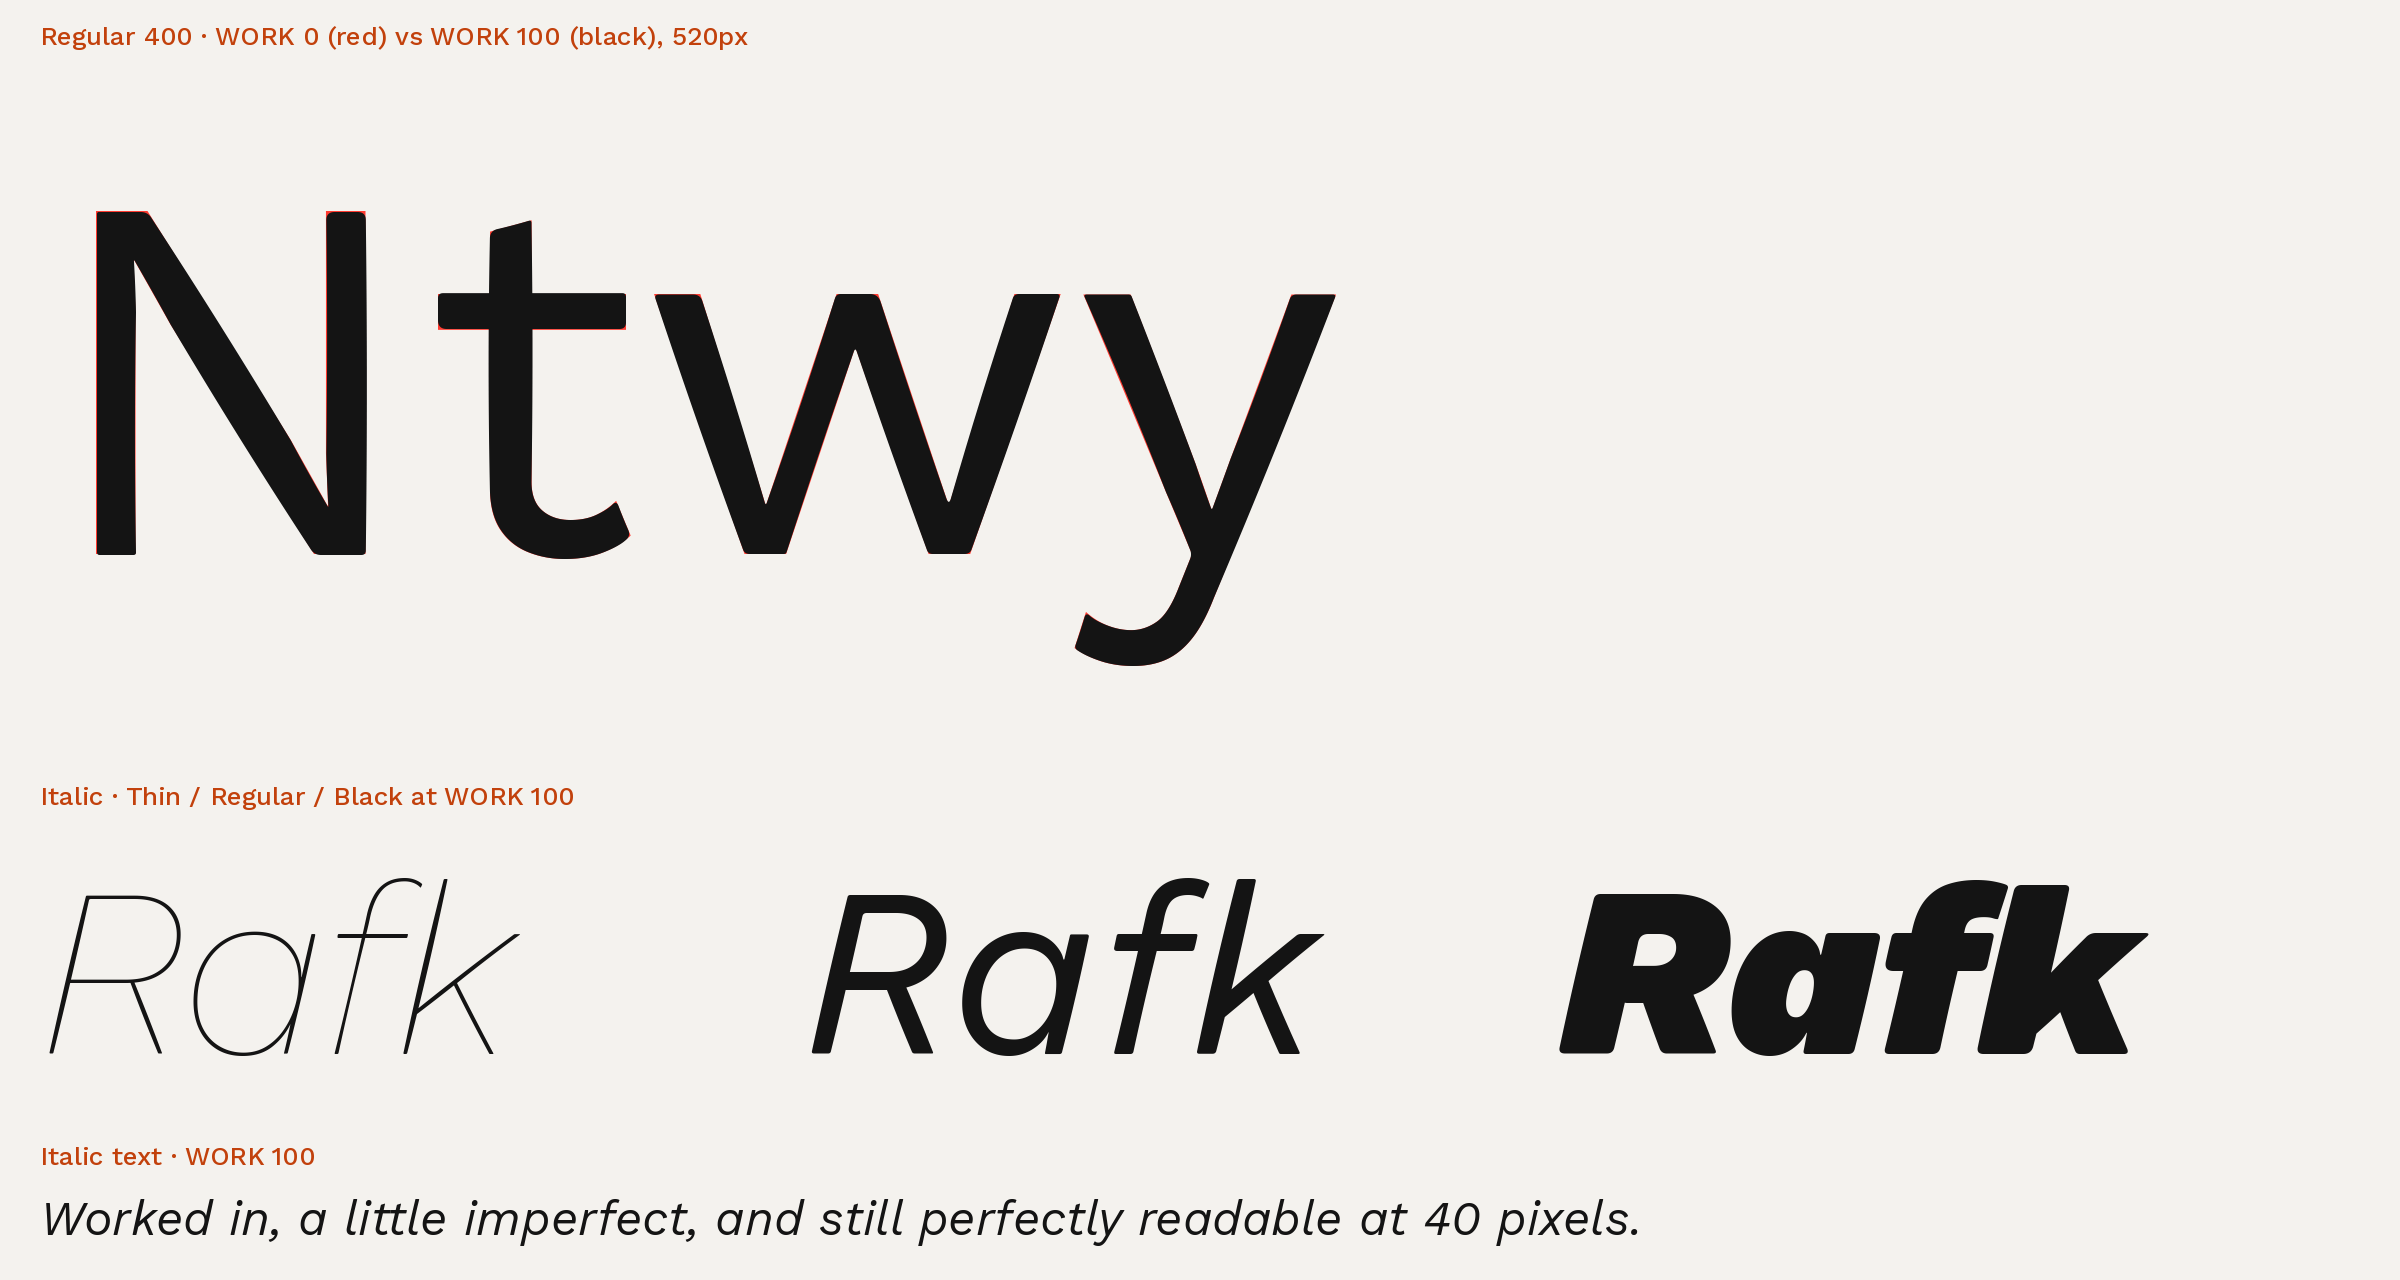 Regular 400 · WORK 0 (red) vs WORK 100 (black), 520px
Ntwy
Italic · Thin / Regular / Black at WORK 100
Rafk Rafk Rafk
Italic text · WORK 100
Worked in, a little imperfect, and still perfectly readable at 40 pixels.